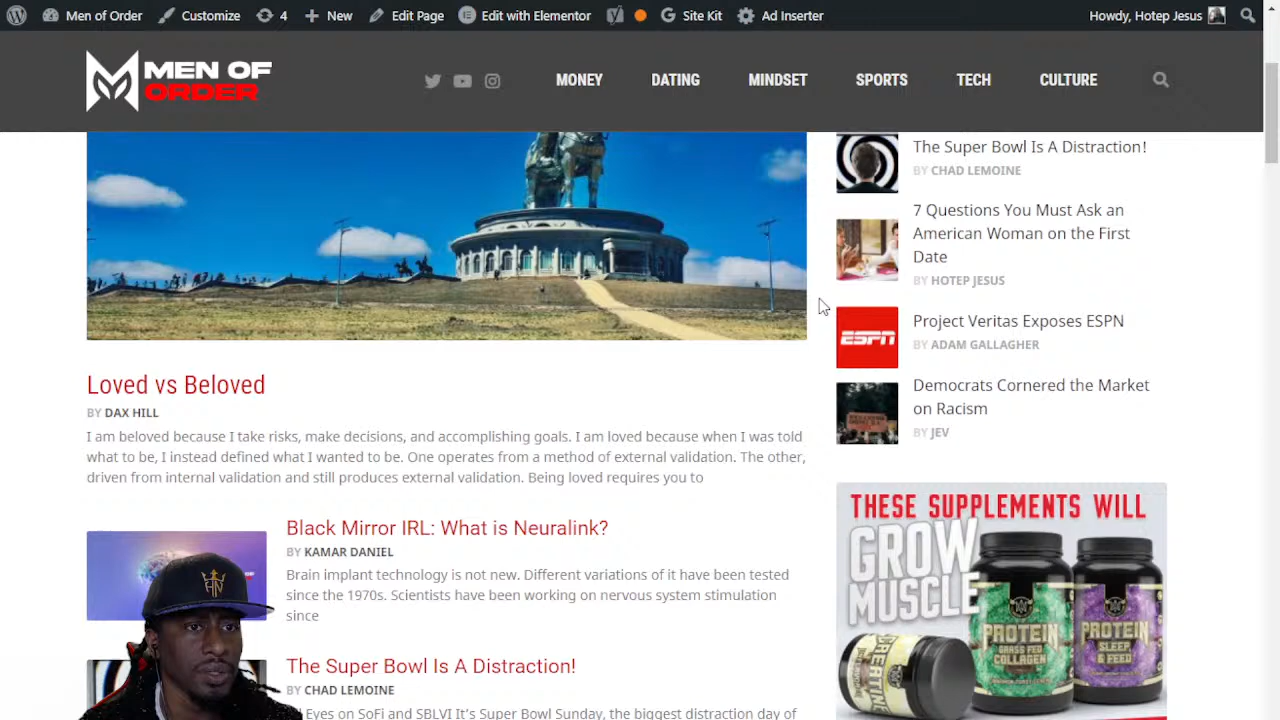 Men of Order Customize 4 New Edit Page Edit with Elementor Site Kit Ad Inserter Howdy, Hotep Jesus
MEN OF
ORDER
MONEY DATING MINDSET SPORTS TECH CULTURE
The Super Bowl Is A Distraction!
BY CHAD LEMOINE
7 Questions You Must Ask an
American Woman on the First
Date
BY HOTEP JESUS
ESPN
Project Veritas Exposes ESPN
BY ADAM GALLAGHER
Democrats Cornered the Market
on Racism
BY JEV
Loved vs Beloved
BY DAX HILL
I am beloved because I take risks, make decisions, and accomplishing goals. I am loved because when I was told
what to be, I instead defined what I wanted to be. One operates from a method of external validation. The other,
driven from internal validation and still produces external validation. Being loved requires you to
Black Mirror IRL: What is Neuralink?
BY KAMAR DANIEL
Brain implant technology is not new. Different variations of it have been tested
since the 1970s. Scientists have been working on nervous system stimulation
since
The Super Bowl Is A Distraction!
BY CHAD LEMOINE
Eyes on SoFi and SBLVI It's Super Bowl Sunday, the biggest distraction day of
THESE SUPPLEMENTS WILL
GROW
MUSCLE
PROTEIN
GRASS FED
COLLAGEN
PROTEIN
SLEEP
& FEED
CREATINE
HN